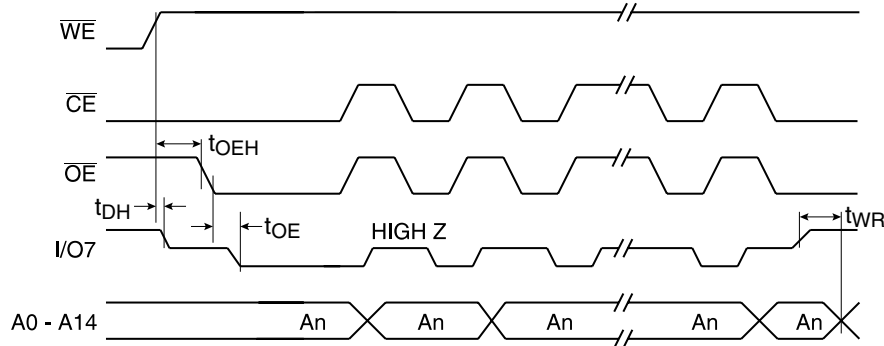 WE
CE
tOEH
OE
tDH
tOE
HIGH Z
tWR
I/O7
A0 - A14
An
An
An
An
An